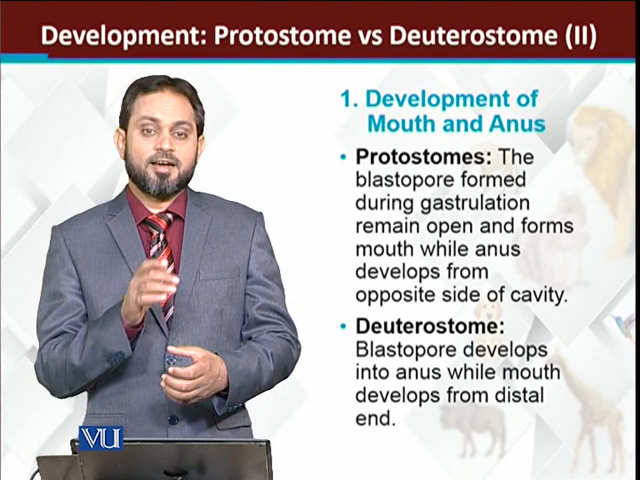 Development: Protostome vs Deuterostome (II)
1. Development of
Mouth and Anus
• Protostomes: The
blastopore formed
during gastrulation
remain open and forms
mouth while anus
develops from
opposite side of cavity.
• Deuterostome:
Blastopore develops
into anus while mouth
develops from distal
end.
VU